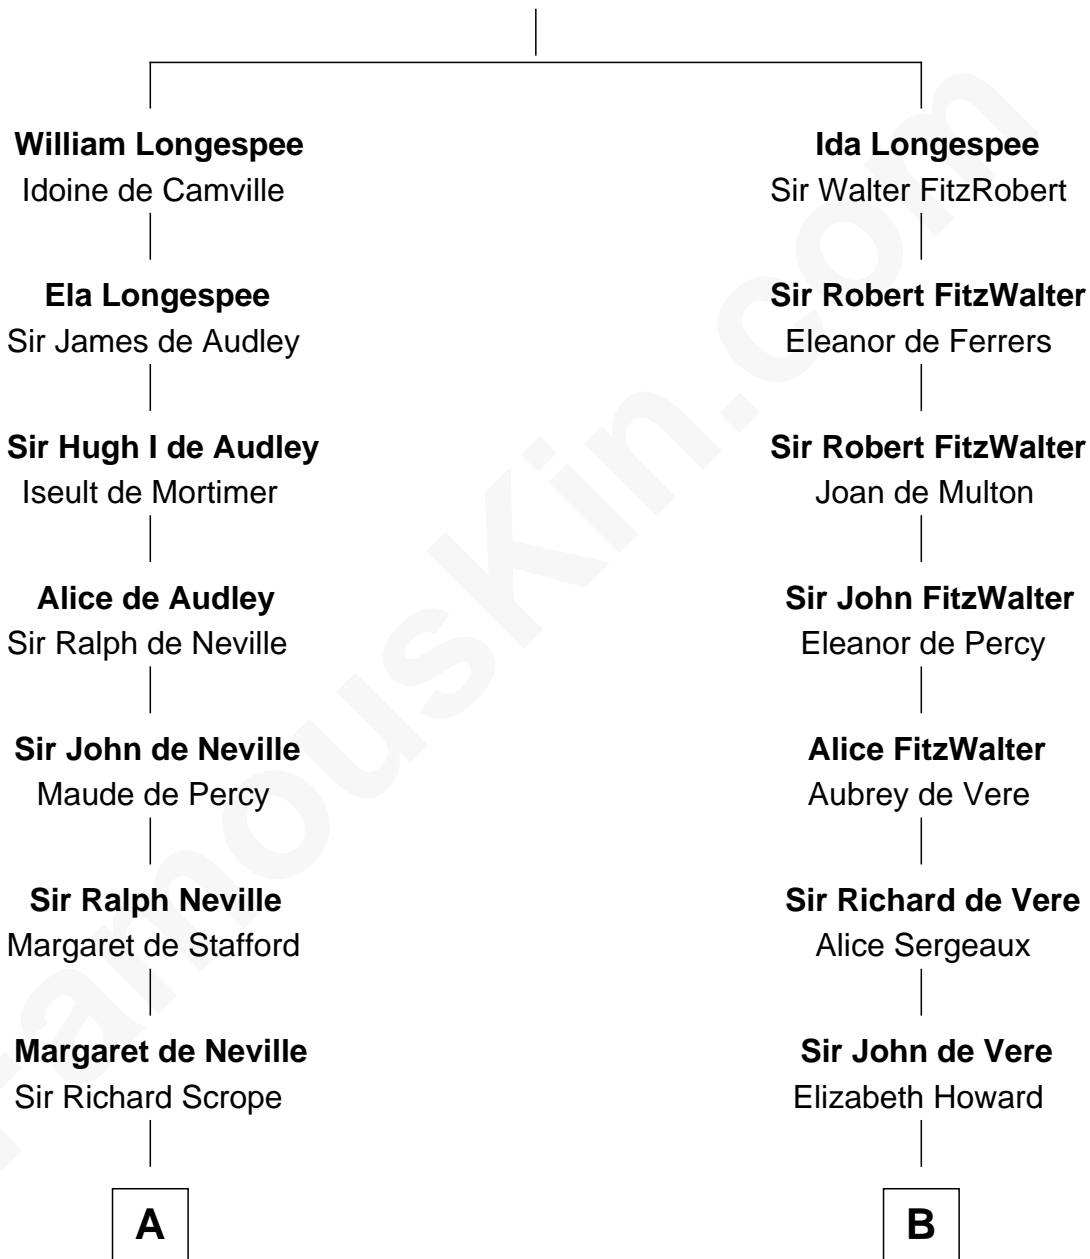 William Longespee
Idoine de Camville
Ela Longespee
Sir James de Audley
Sir Hugh I de Audley
Iseult de Mortimer
Alice de Audley
Sir Ralph de Neville
Sir John de Neville
Maude de Percy
Sir Ralph Neville
Margaret de Stafford
Margaret de Neville
Sir Richard Scrope
A
Ida Longespee
Sir Walter FitzRobert
Sir Robert FitzWalter
Eleanor de Ferrers
Sir Robert FitzWalter
Joan de Multon
Sir John FitzWalter
Eleanor de Percy
Alice FitzWalter
Aubrey de Vere
Sir Richard de Vere
Alice Sergeaux
Sir John de Vere
Elizabeth Howard
B
FamousKin.com